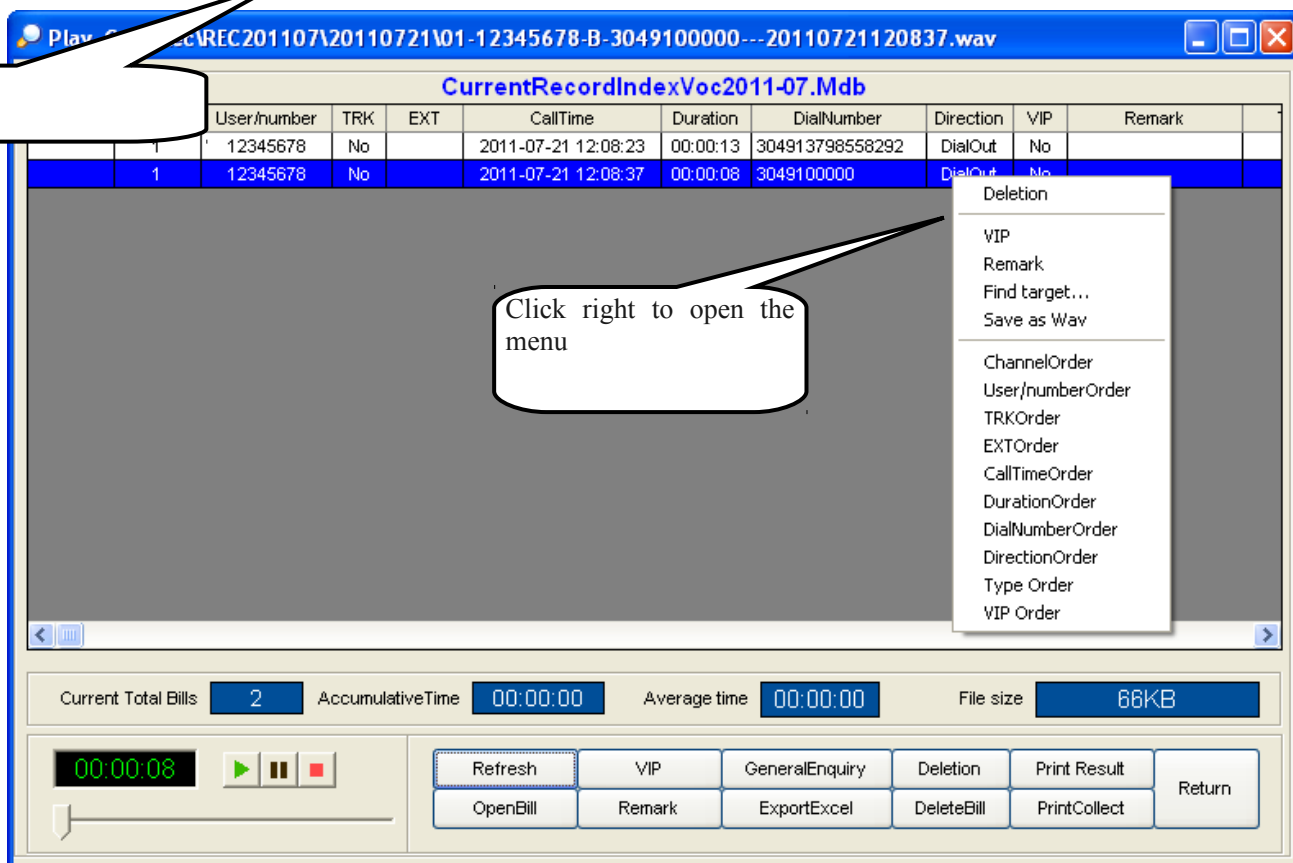 REC201107\20110721\01-12345678-B-3049100000---20110721120837.wav
CurrentRecordIndexVoc2011-07.Mdb
User/number TRK EXT CallTime Duration DialNumber Direction VIP Remark
1 12345678 No 2011-07-21 12:08:23 00:00:13 304913798558292 DialOut No
1 12345678 No 2011-07-21 12:08:37 00:00:08 3049100000 DialOut No
Deletion
VIP
Remark
Find target...
Save as Wav
ChannelOrder
User/numberOrder
TRKOrder
EXTOrder
CallTimeOrder
DurationOrder
DialNumberOrder
DirectionOrder
Type Order
VIP Order
Click right to open the
menu
Current Total Bills 2 AccumulativeTime 00:00:00 Average time 00:00:00 File size 66KB
00:00:08
Refresh VIP GeneralEnquiry Deletion Print Result Return
OpenBill Remark ExportExcel DeleteBill PrintCollect